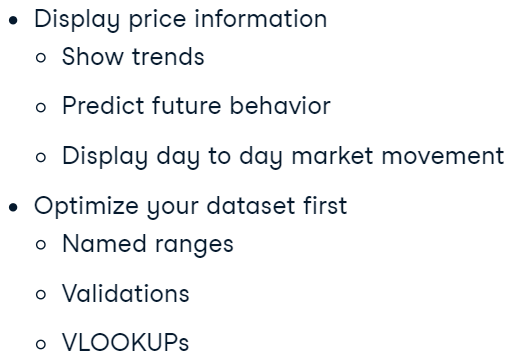 • Display price information
◦ Show trends
◦ Predict future behavior
◦ Display day to day market movement
• Optimize your dataset first
◦ Named ranges
◦ Validations
◦ VLOOKUPs